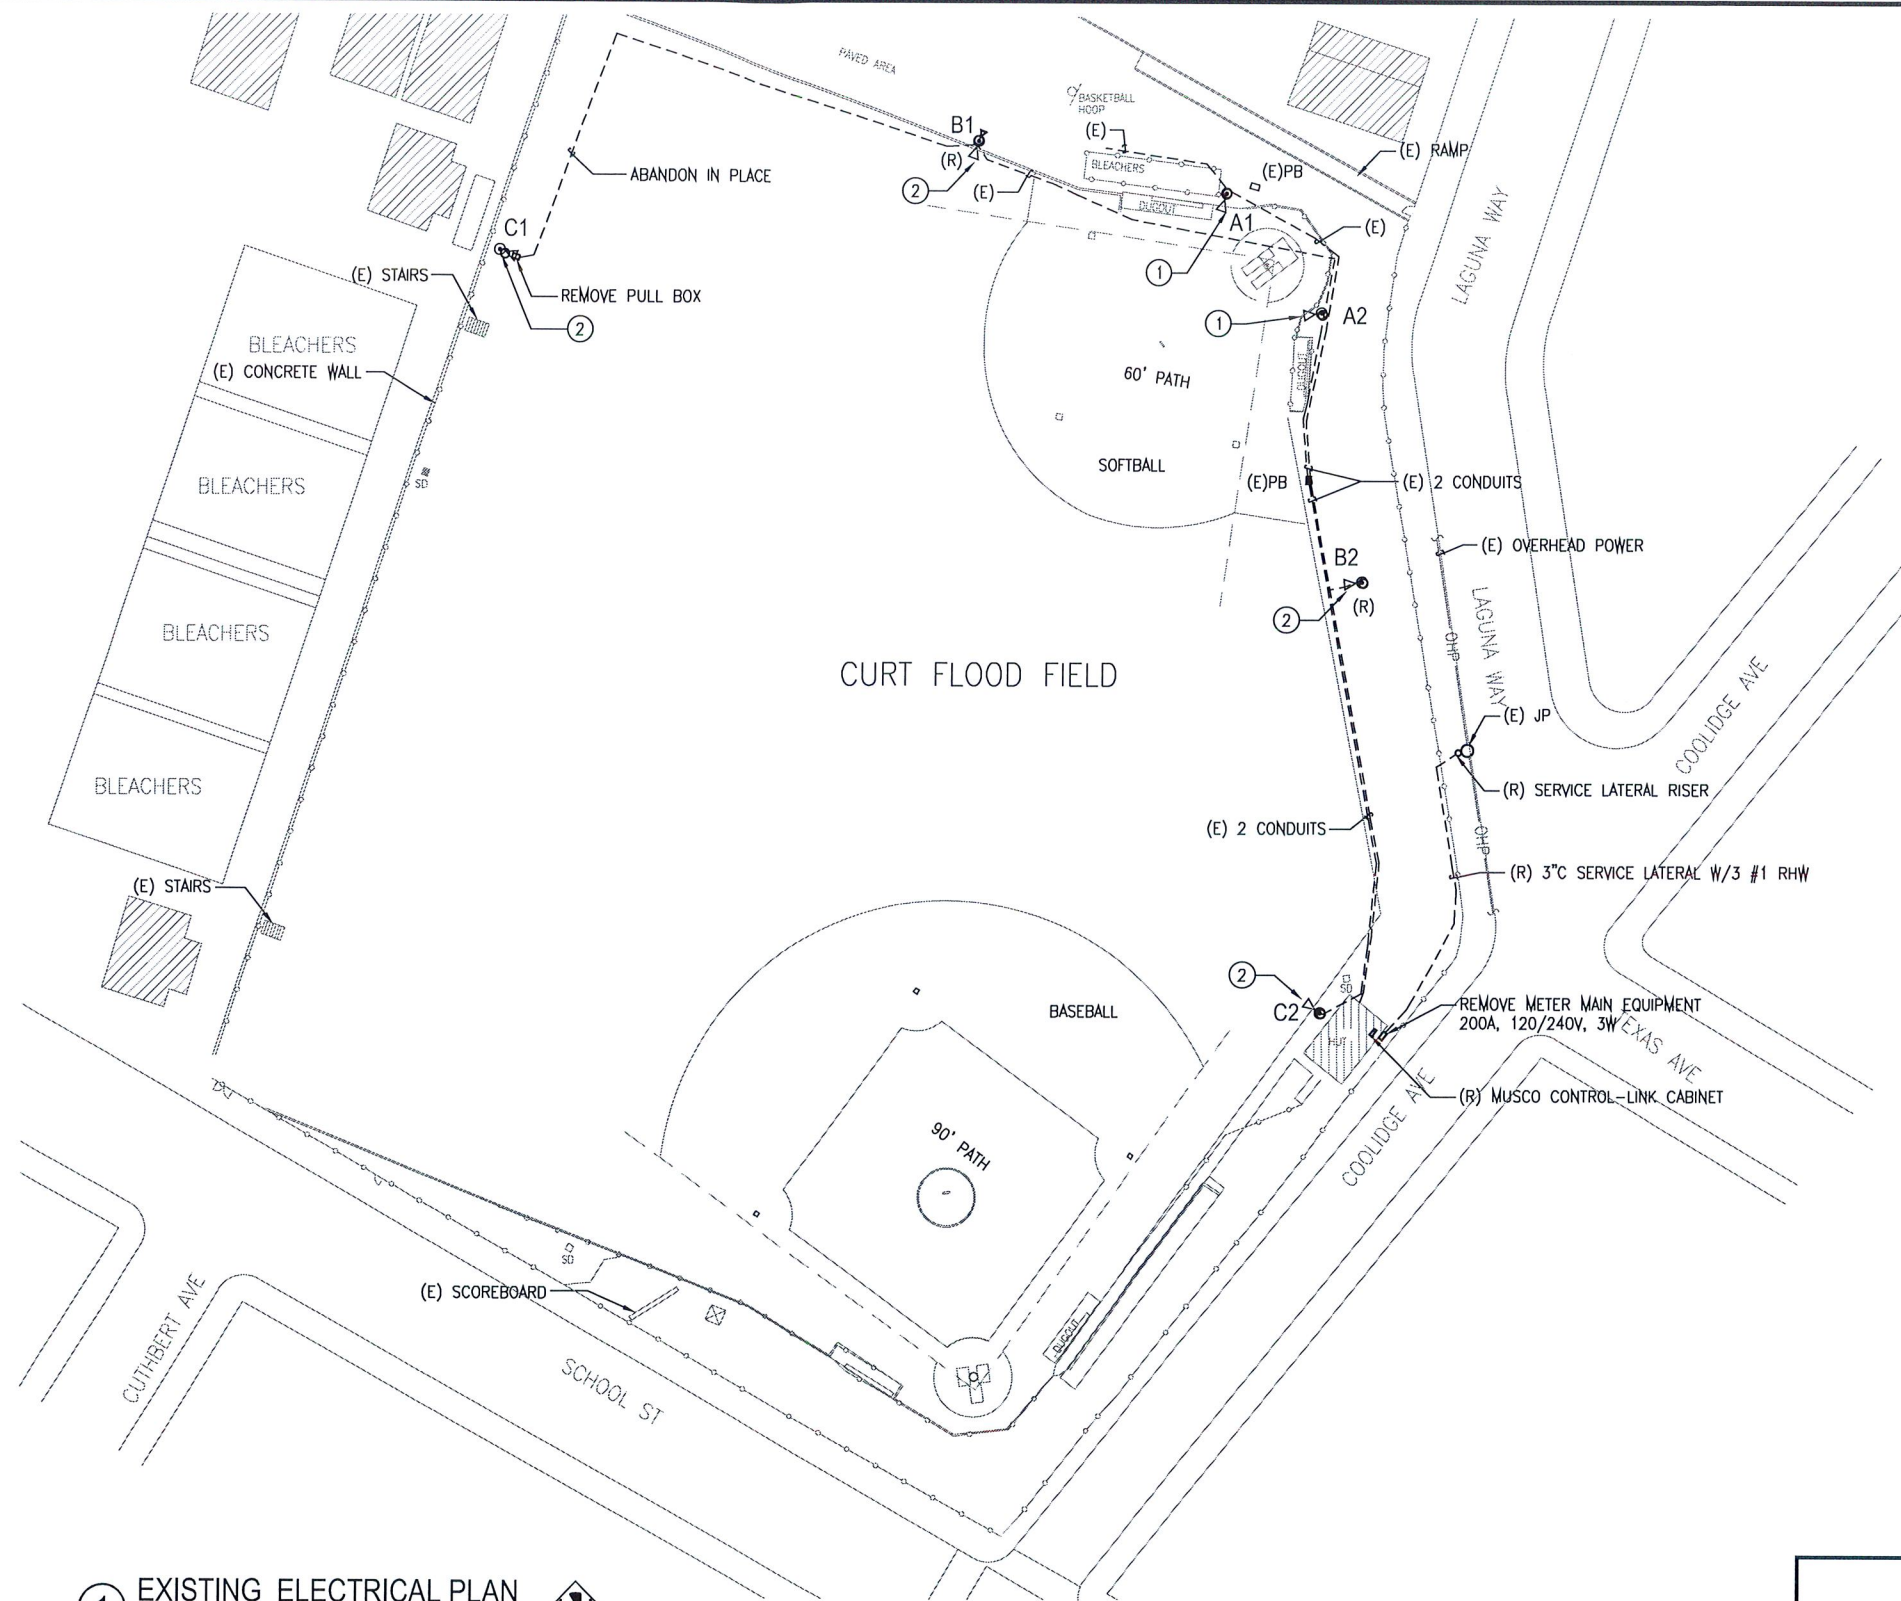 PAVED AREA
BASKETBALL
HOOP
B1
(E)
(R)
BLEACHERS
(E)PB
(E) RAMP
ABANDON IN PLACE
2
(E)
DUGOUT
A1
(E)
LAGUNA WAY
C1
1
(E) STAIRS
REMOVE PULL BOX
2
1
A2
BLEACHERS
(E) CONCRETE WALL
60' PATH
DUGOUT
SOFTBALL
BLEACHERS
SD
(E)PB
(E) 2 CONDUITS
(E) OVERHEAD POWER
B2
2
(R)
BLEACHERS
OHP
LAGUNA WAY
CURT FLOOD FIELD
COOLIDGE AVE
(E) JP
BLEACHERS
(R) SERVICE LATERAL RISER
(E) 2 CONDUITS
OHP
(R) 3"C SERVICE LATERAL W/3 #1 RHW
(E) STAIRS
2
SD
BASEBALL
C2
REMOVE METER MAIN EQUIPMENT
200A, 120/240V, 3W
HUT
TEXAS AVE
(R) MUSCO CONTROL-LINK CABINET
COOLIDGE AVE
90' PATH
SD
(E) SCOREBOARD
DUGOUT
CUTHBERT AVE
SCHOOL ST
1
EXISTING ELECTRICAL PLAN